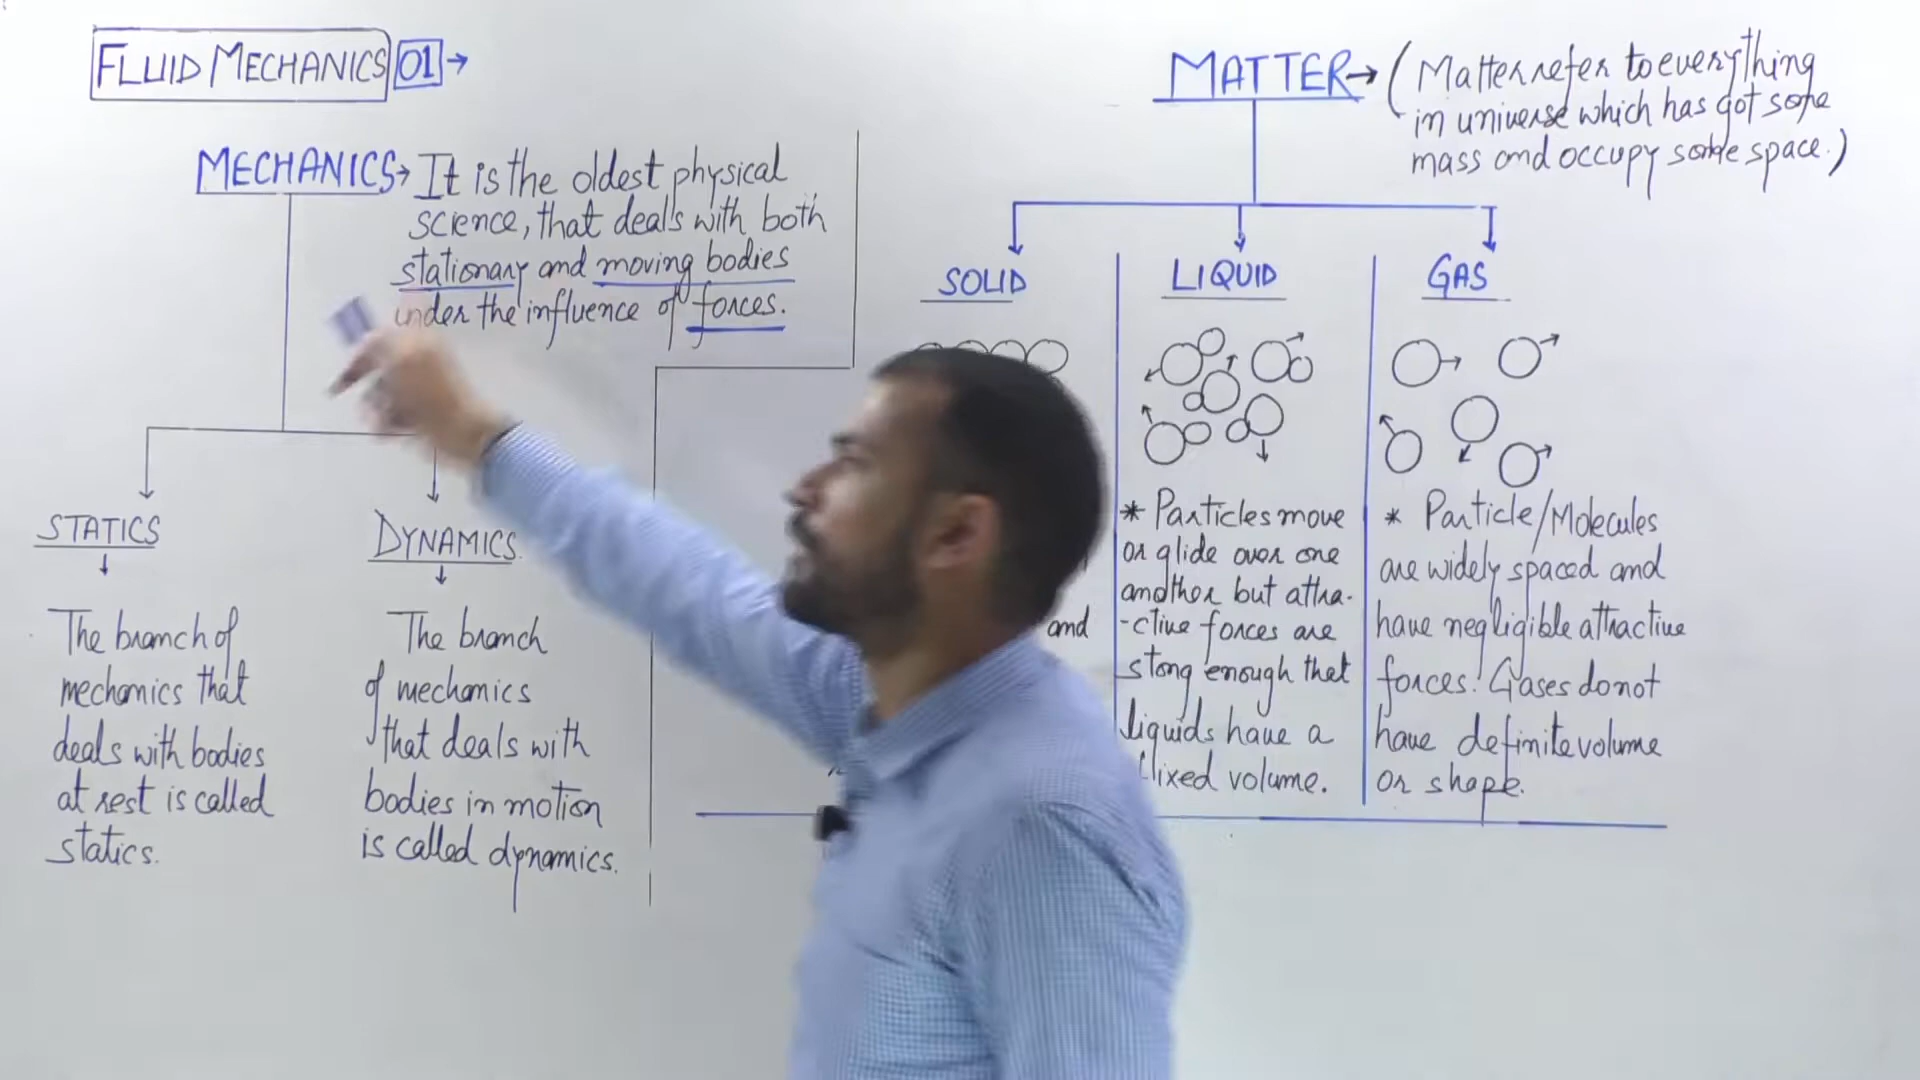 FLUID MECHANICS 01 →
MECHANICS → It is the oldest physical
science, that deals with both
stationary and moving bodies
under the influence of forces.
STATICS
The branch of
mechanics that
deals with bodies
at rest is called
statics.
DYNAMICS
The branch
of mechanics
that deals with
bodies in motion
is called dynamics.
MATTER → (Matter refer to everything
in universe which has got some
mass and occupy some space.)
SOLID
and
LIQUID
* Particles move
or glide over one
another but attra-
-ctive forces are
stong enough that
liquids have a
fixed volume.
GAS
* Particle/Molecules
are widely spaced and
have negligible attractive
forces. Gases do not
have definite volume
or shape.